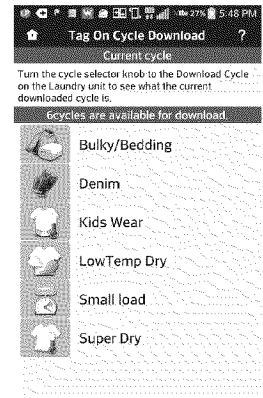 27% 5:48 PM
Tag On Cycle Download ?
Current cycle
Turn the cycle selector knob to the Download Cycle
on the Laundry unit to see what the current
downloaded cycle is.
6cycles are available for download.
Bulky/Bedding
Denim
Kids Wear
LowTemp Dry
Small load
Super Dry